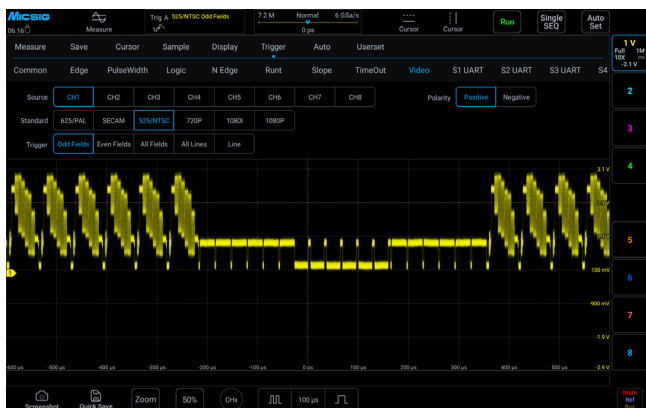 Micsig
06:16
Measure
Trig A 525/NTSC Odd Fields
7.2 M Normal 6 GSa/s
0 ps
Cursor
Cursor
Run
Single SEQ
Auto Set
Measure Save Cursor Sample Display Trigger Auto Userset
1 V
Full 1M
10X
-2.1 V
Common Edge PulseWidth Logic N Edge Runt Slope TimeOut Video S1 UART S2 UART S3 UART S4
Source CH1 CH2 CH3 CH4 CH5 CH6 CH7 CH8 Polarity Positive Negative
2
Standard 625/PAL SECAM 525/NTSC 720P 1080I 1080P
3
Trigger Odd Fields Even Fields All Fields All Lines Line
4
3.1 V
5
1
100 mV
6
-900 mV
7
-1.9 V
8
-600 µs -500 µs -400 µs -300 µs -200 µs -100 µs 0 ps 100 µs 200 µs 300 µs 400 µs 500 µs -2.9 V
Screenshot Quick Save Zoom 50% CHx 100 µs
Math
Ref